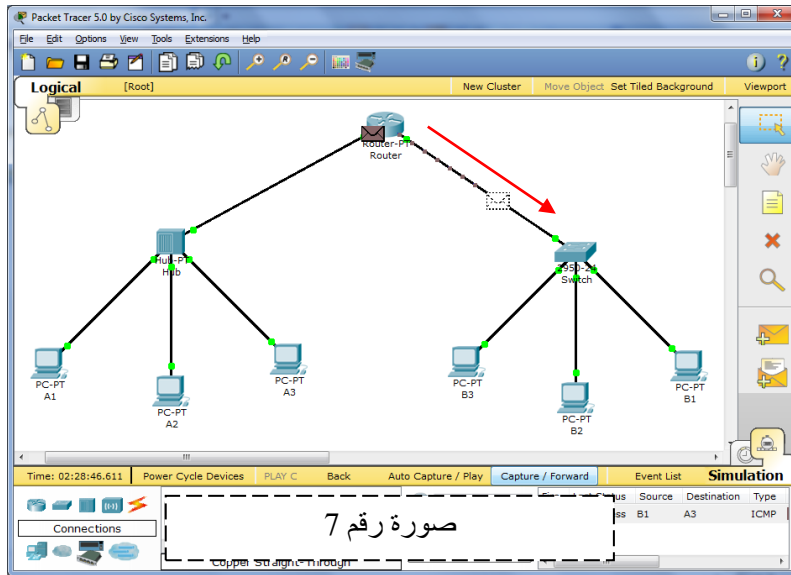 Packet Tracer 5.0 by Cisco Systems, Inc.
File Edit Options View Tools Extensions Help
Logical [Root] New Cluster Move Object Set Tiled Background Viewport
Router-PT
Router
Hub-PT
Hub
2950-24
Switch
PC-PT
A1
PC-PT
A2
PC-PT
A3
PC-PT
B3
PC-PT
B2
PC-PT
B1
Time: 02:28:46.611 Power Cycle Devices PLAY C Back Auto Capture / Play Capture / Forward Event List Simulation
Source Destination Type
B1 A3 ICMP
Connections
صورة رقم 7
Copper Straight-Through